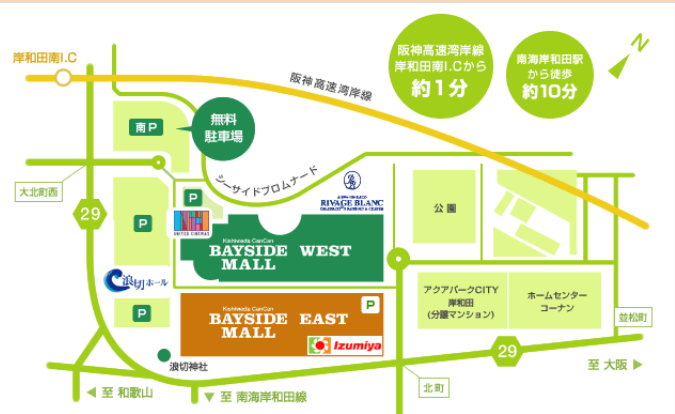 岸和田南I.C
阪神高速湾岸線
阪神高速湾岸線
岸和田南I.Cから
約1分
南海岸和田駅
から徒歩
約10分
N
南P
無料
駐車場
シーサイドプロムナード
大北町西
29
P
P
UNITED CINEMAS
RIVAGE BLANC
公園
Kishiwada CanCan
BAYSIDE WEST
MALL
浪切ホール
P
Kishiwada CanCan
BAYSIDE EAST
MALL
P
Izumiya
アクアパークCITY
岸和田
(分譲マンション)
ホームセンター
コーナン
並松町
浪切神社
29
至 大阪
至 和歌山
至 南海岸和田線
北町